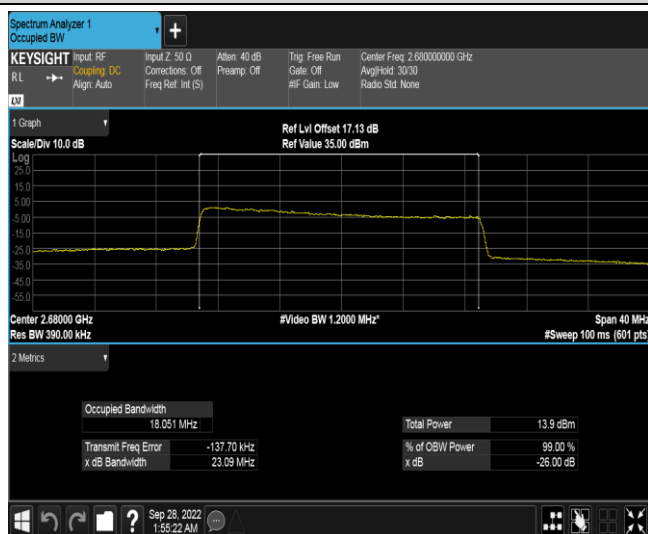 Spectrum Analyzer 1
Occupied BW
+
KEYSIGHT
RL
LXI
Input: RF
Coupling: DC
Align: Auto
Input Z: 50 Ω
Corrections: Off
Freq Ref: Int (S)
Atten: 40 dB
Preamp: Off
Trig: Free Run
Gate: Off
#IF Gain: Low
Center Freq: 2.680000000 GHz
Avg|Hold: 30/30
Radio Std: None
1 Graph
Scale/Div 10.0 dB
Ref Lvl Offset 17.13 dB
Ref Value 35.00 dBm
Log
25.0
15.0
5.00
-5.00
-15.0
-25.0
-35.0
-45.0
-55.0
Center 2.68000 GHz
Res BW 390.00 kHz
#Video BW 1.2000 MHz*
Span 40 MHz
#Sweep 100 ms (601 pts)
2 Metrics
Occupied Bandwidth
18.051 MHz
Transmit Freq Error -137.70 kHz
x dB Bandwidth 23.09 MHz
Total Power 13.9 dBm
% of OBW Power 99.00 %
x dB -26.00 dB
?
Sep 28, 2022
1:55:22 AM